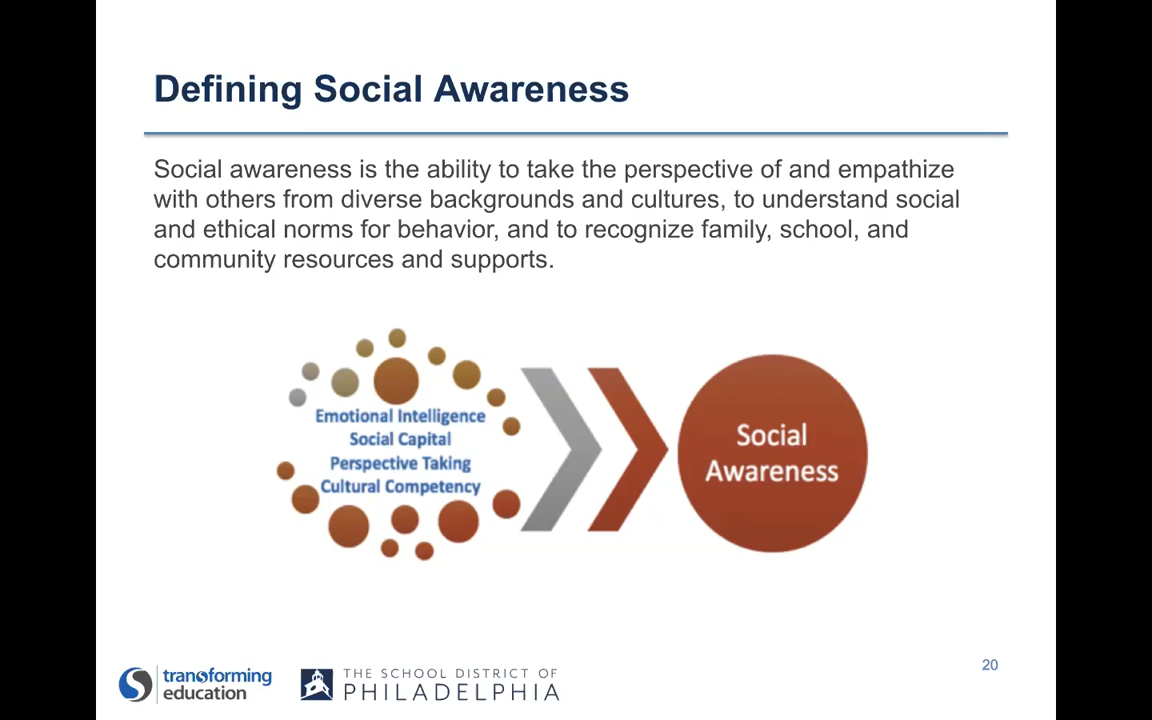 Defining Social Awareness
Social awareness is the ability to take the perspective of and empathize
with others from diverse backgrounds and cultures, to understand social
and ethical norms for behavior, and to recognize family, school, and
community resources and supports.
Emotional Intelligence
Social Capital
Perspective Taking
Cultural Competency
Social
Awareness
transforming
education
THE SCHOOL DISTRICT OF
PHILADELPHIA
20